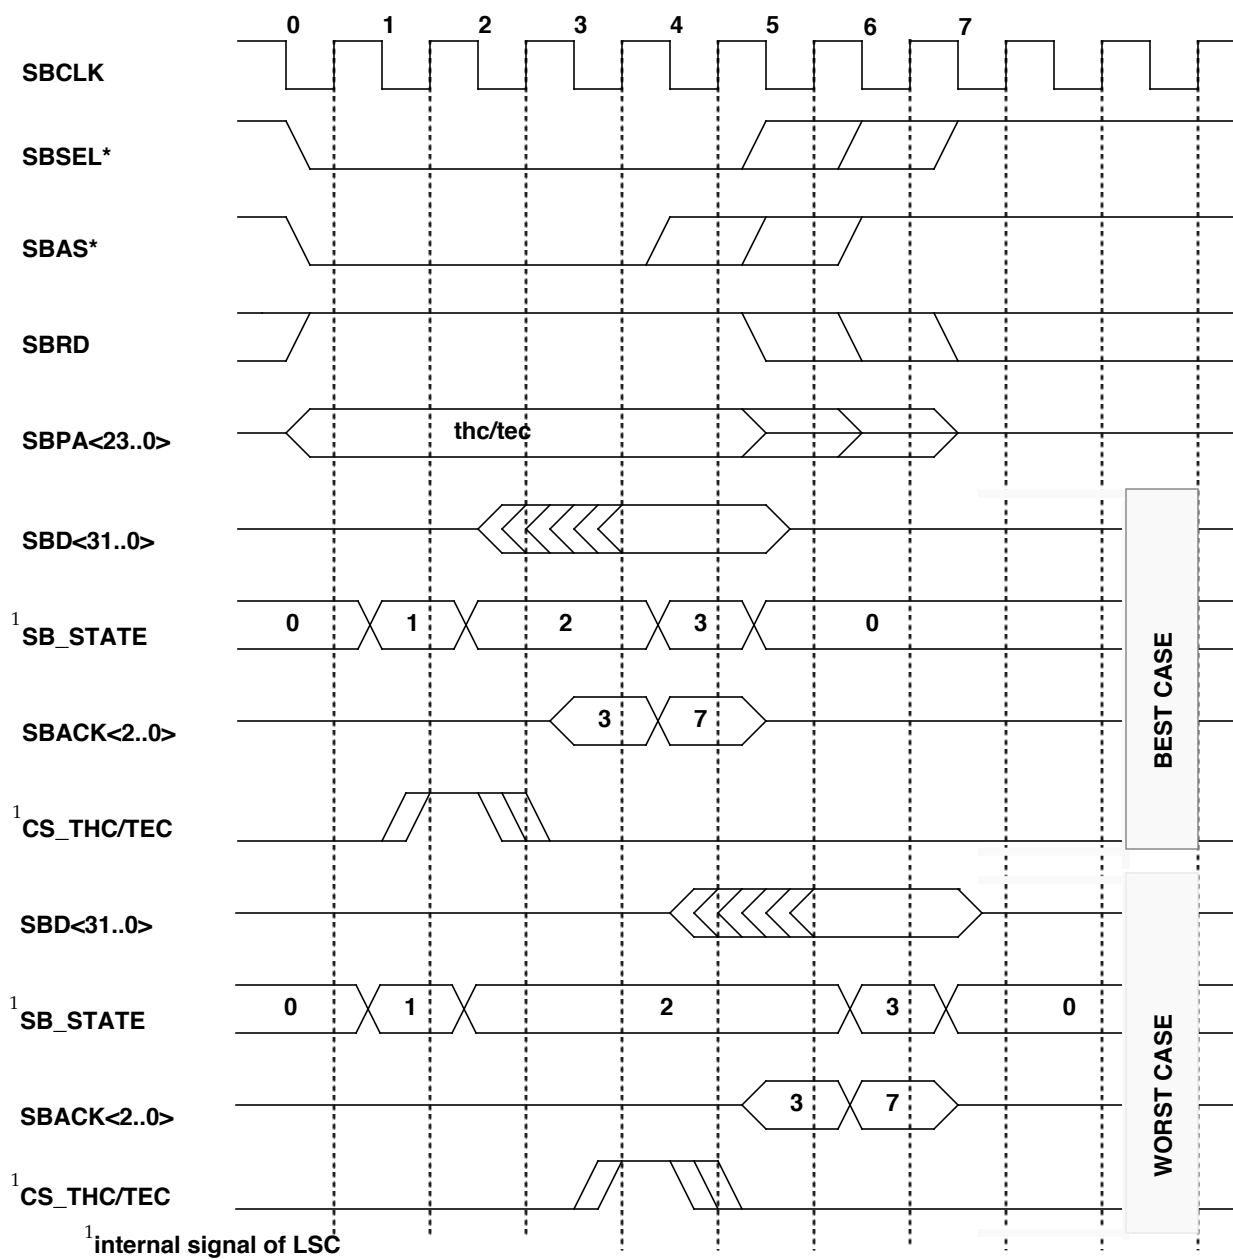 0 1 2 3 4 5 6 7
SBCLK
SBSEL*
SBAS*
SBRD
SBPA<23..0>
thc/tec
SBD<31..0>
1SB_STATE
0 1 2 3 0
SBACK<2..0>
3 7
1CS_THC/TEC
BEST CASE
SBD<31..0>
1SB_STATE
0 1 2 3 0
SBACK<2..0>
3 7
1CS_THC/TEC
WORST CASE
1internal signal of LSC